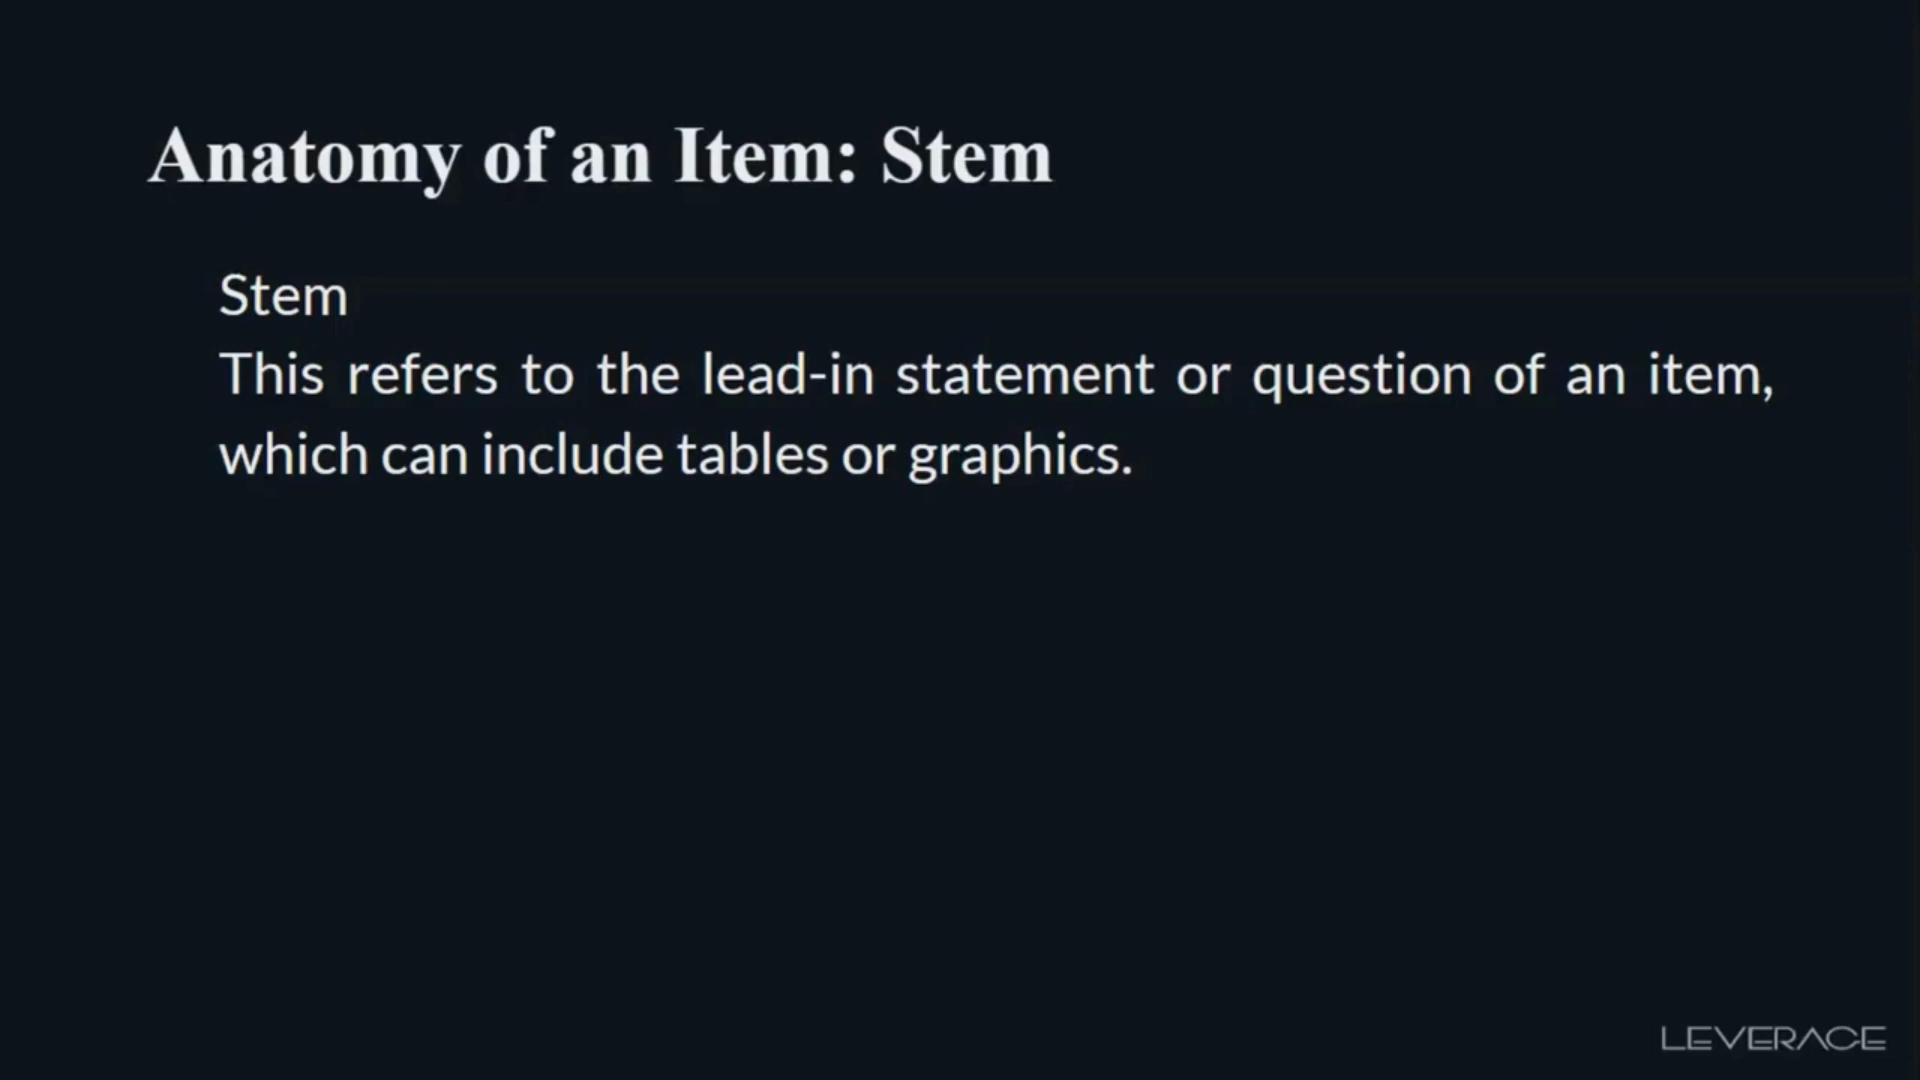 Anatomy of an Item: Stem
Stem
This refers to the lead-in statement or question of an item,
which can include tables or graphics.
LEVERACE